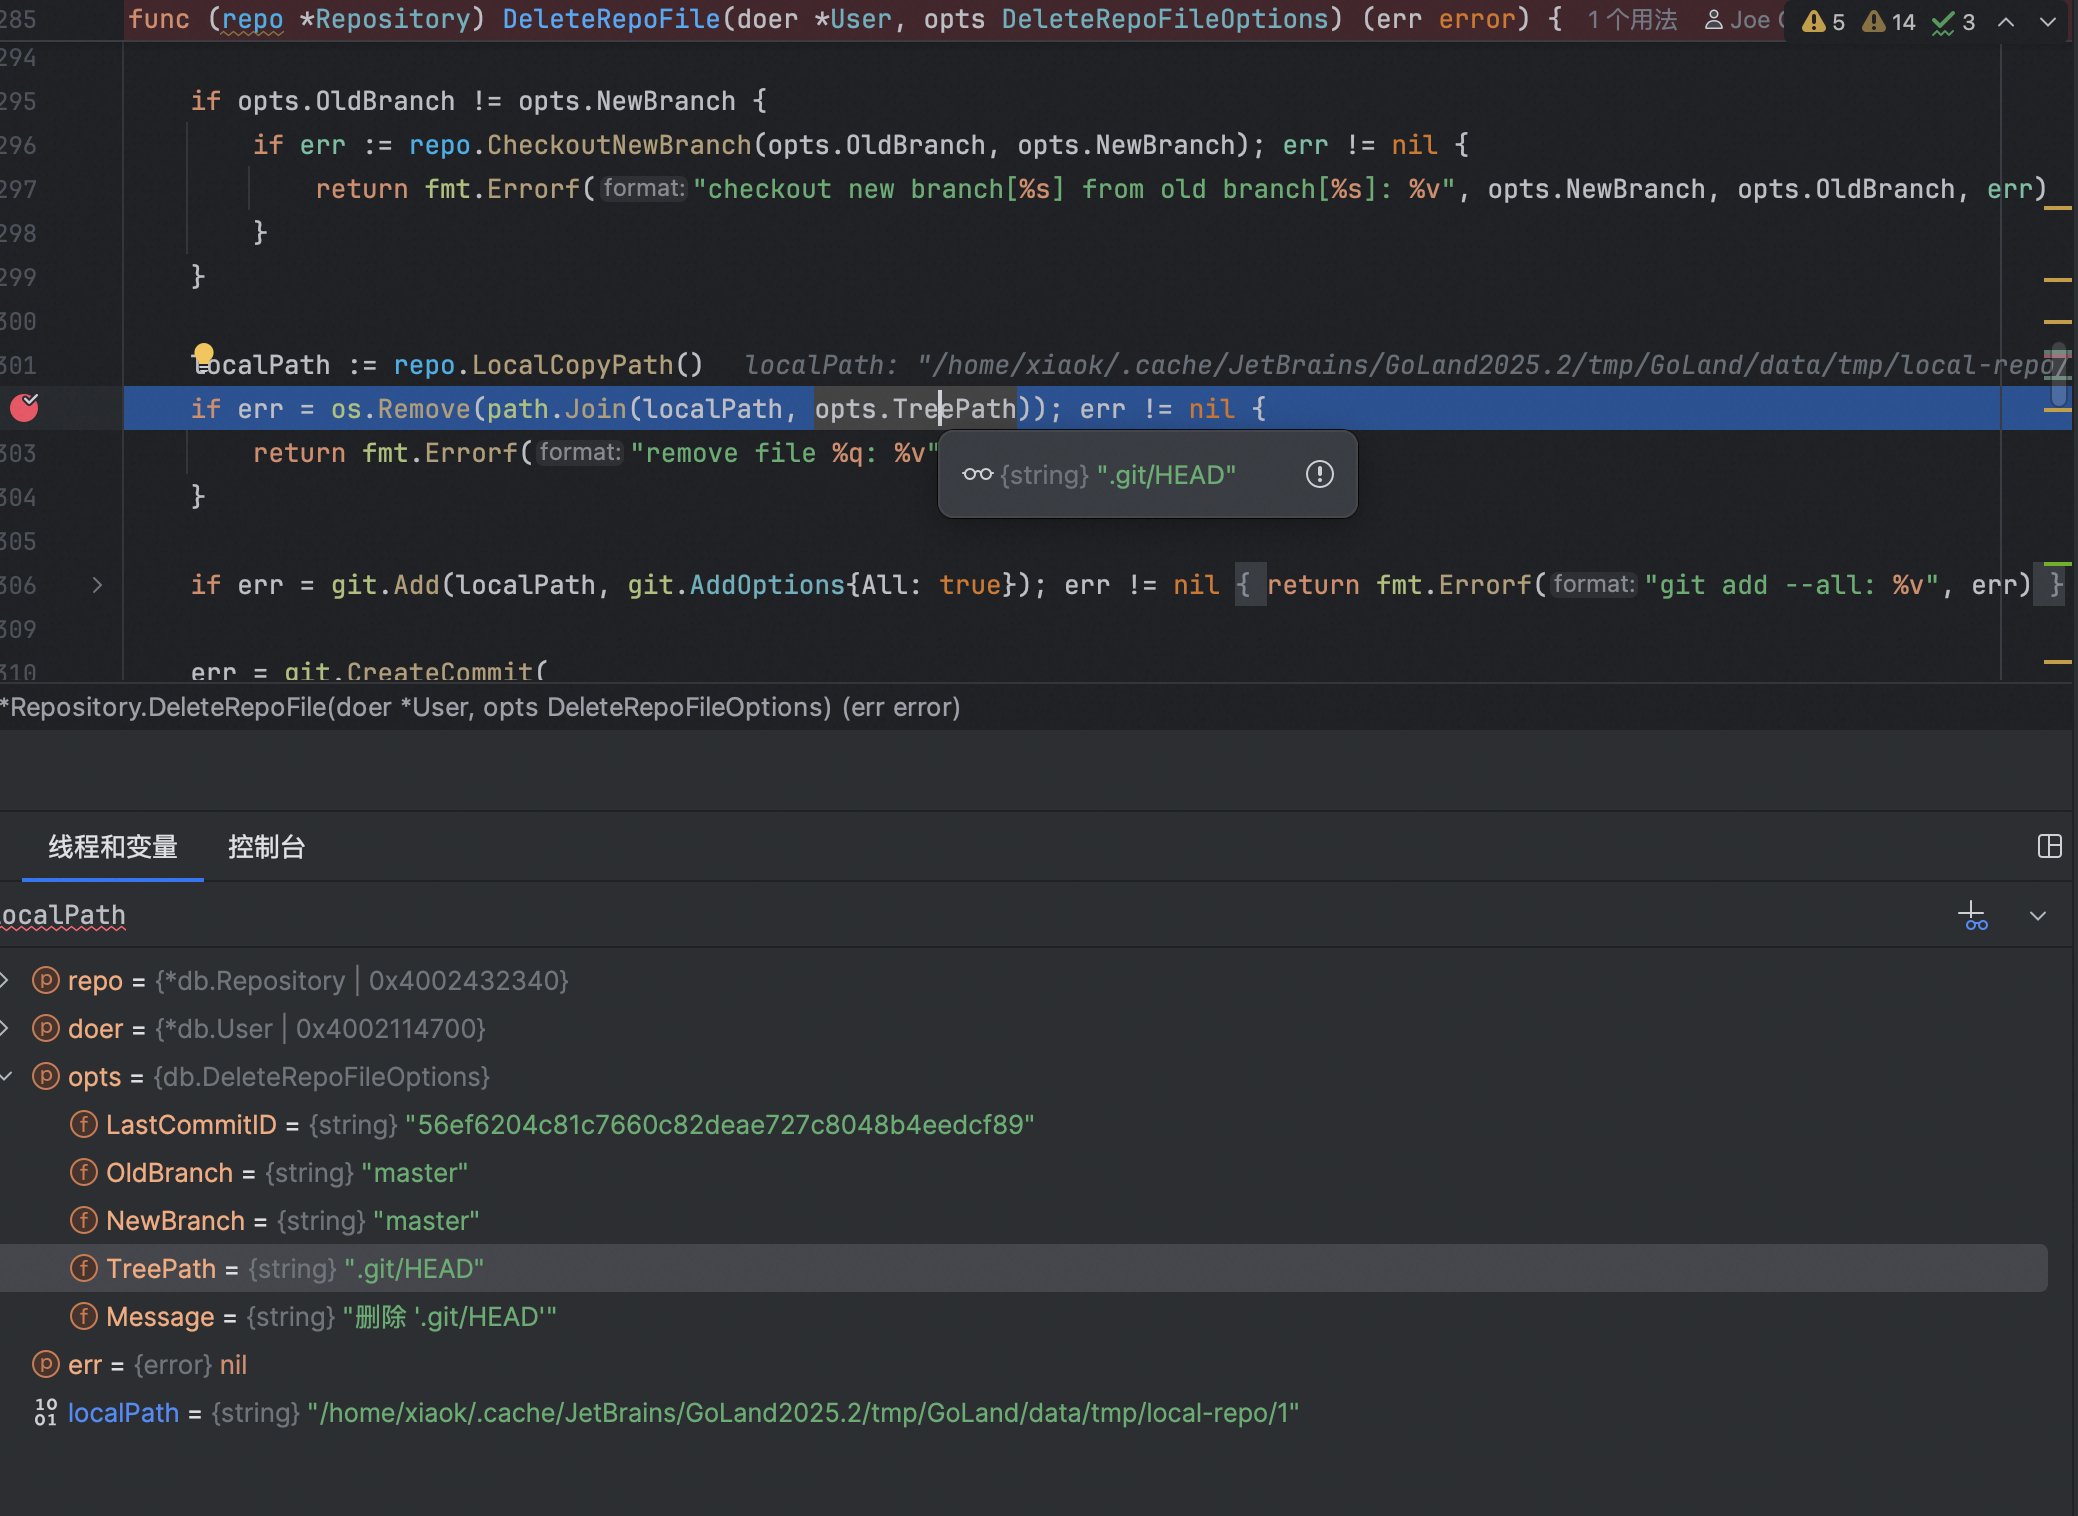 285 func (repo *Repository) DeleteRepoFile(doer *User, opts DeleteRepoFileOptions) (err error) { 1 个用法 Joe 5 14 3
294
295 if opts.OldBranch != opts.NewBranch {
296 if err := repo.CheckoutNewBranch(opts.OldBranch, opts.NewBranch); err != nil {
297 return fmt.Errorf( format: "checkout new branch[%s] from old branch[%s]: %v", opts.NewBranch, opts.OldBranch, err)
298 }
299 }
300
301 localPath := repo.LocalCopyPath() localPath: "/home/xiaok/.cache/JetBrains/GoLand2025.2/tmp/GoLand/data/tmp/local-repo/
if err = os.Remove(path.Join(localPath, opts.TreePath)); err != nil {
303 return fmt.Errorf( format: "remove file %q: %v"
{string} ".git/HEAD"
304 }
305
306 if err = git.Add(localPath, git.AddOptions{All: true}); err != nil { return fmt.Errorf( format: "git add --all: %v", err) }
309
310 err = git.CreateCommit(
*Repository.DeleteRepoFile(doer *User, opts DeleteRepoFileOptions) (err error)
线程和变量 控制台
localPath
repo = {*db.Repository | 0x4002432340}
doer = {*db.User | 0x4002114700}
opts = {db.DeleteRepoFileOptions}
LastCommitID = {string} "56ef6204c81c7660c82deae727c8048b4eedcf89"
OldBranch = {string} "master"
NewBranch = {string} "master"
TreePath = {string} ".git/HEAD"
Message = {string} "删除 '.git/HEAD'"
err = {error} nil
localPath = {string} "/home/xiaok/.cache/JetBrains/GoLand2025.2/tmp/GoLand/data/tmp/local-repo/1"